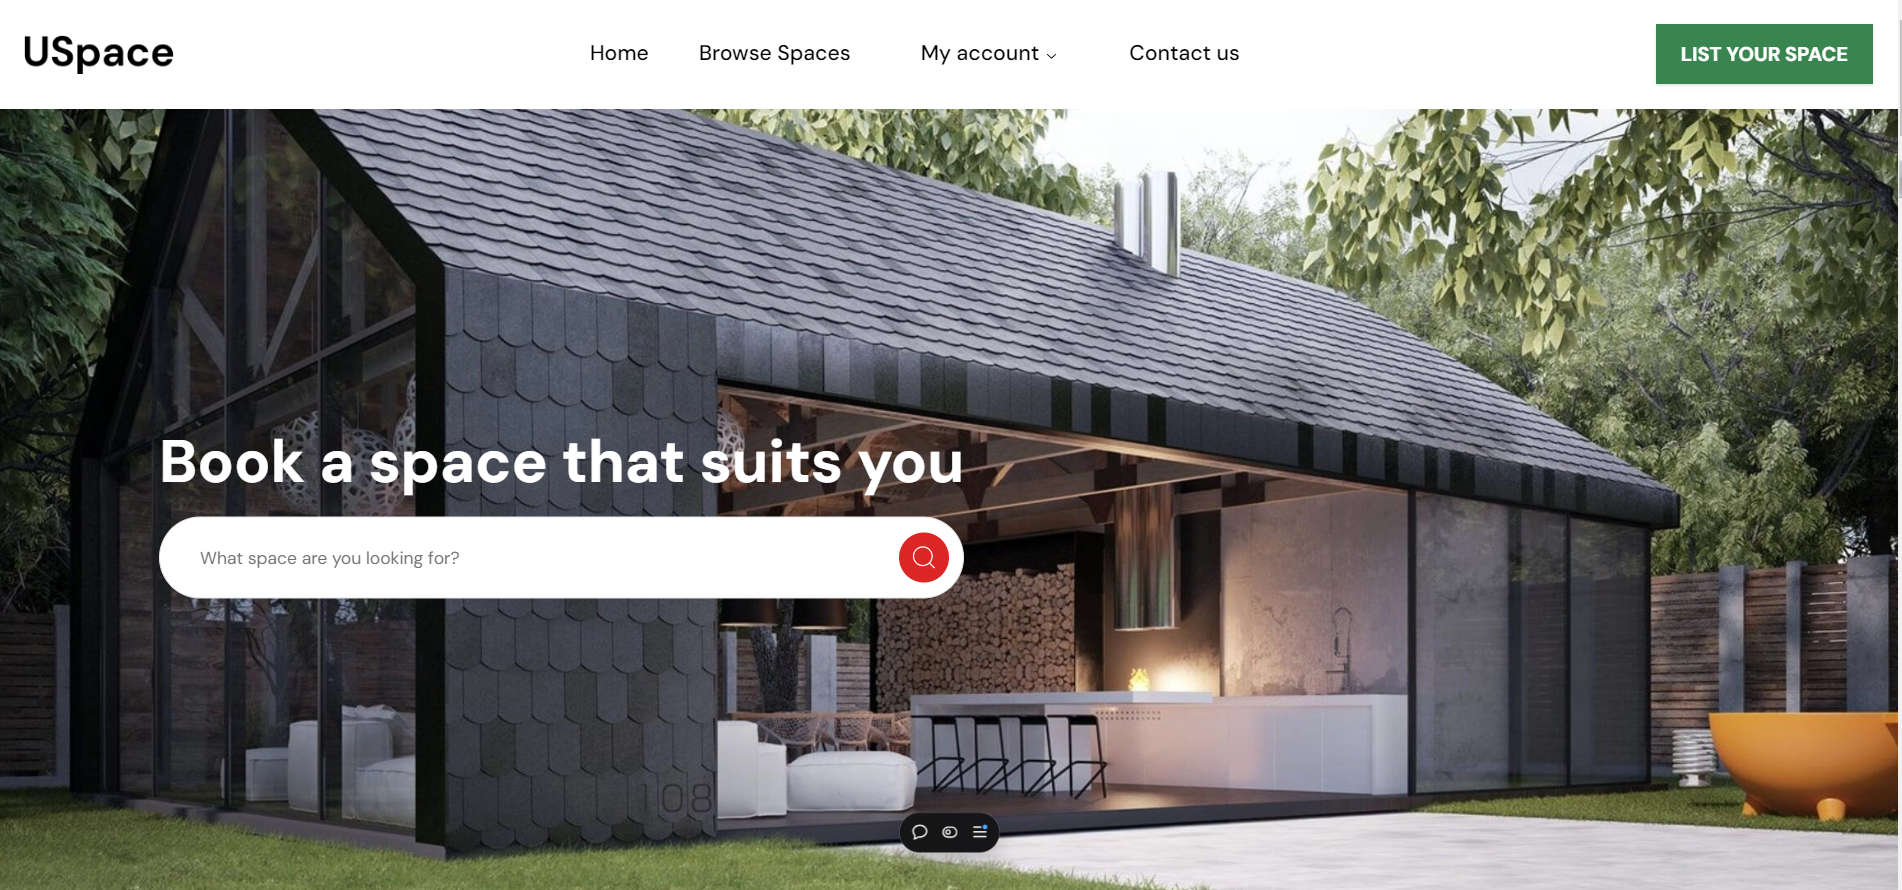 USpace
Home
Browse Spaces
My account
Contact us
LIST YOUR SPACE
Book a space that suits you
What space are you looking for?
108